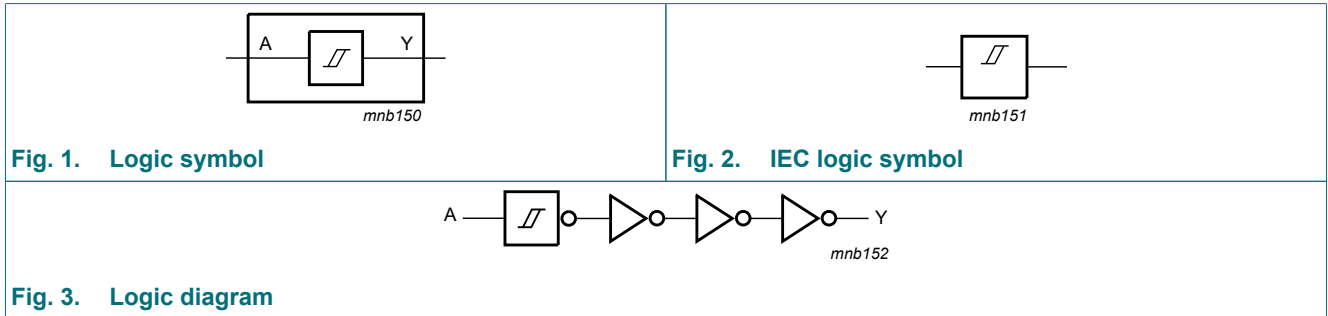 A Y
mnb150
Fig. 1. Logic symbol
mnb151
Fig. 2. IEC logic symbol
A Y
mnb152
Fig. 3. Logic diagram